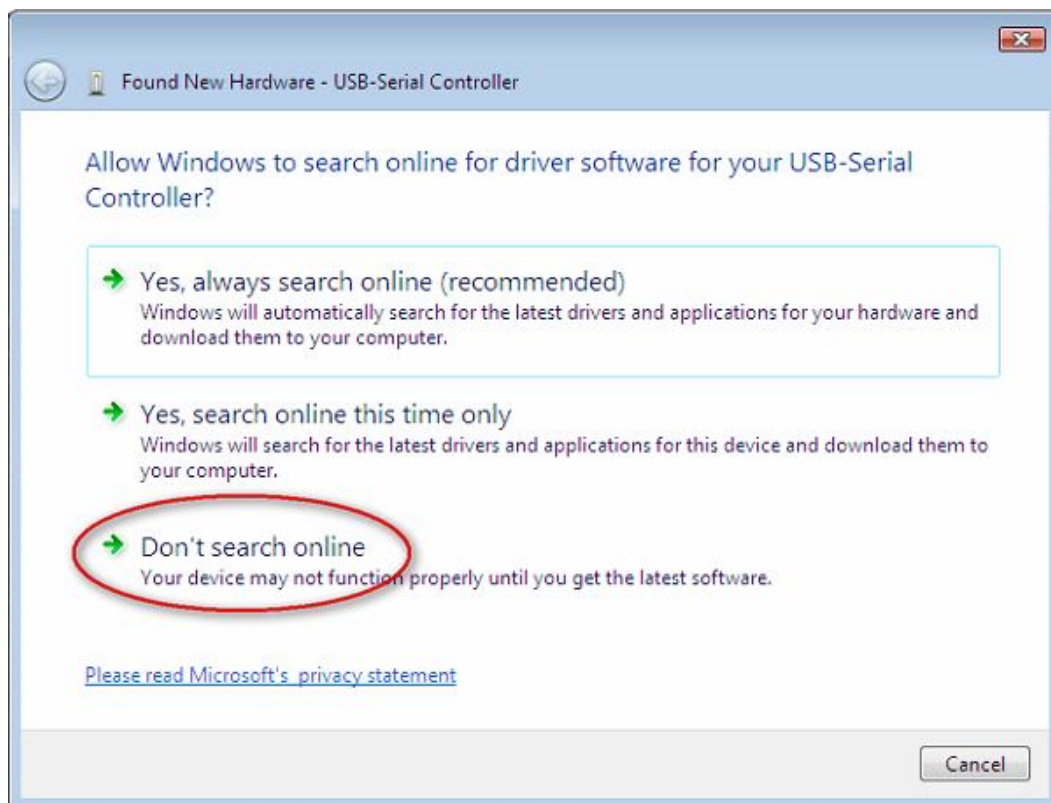 Found New Hardware - USB-Serial Controller
Allow Windows to search online for driver software for your USB-Serial
Controller?
Yes, always search online (recommended)
Windows will automatically search for the latest drivers and applications for your hardware and
download them to your computer.
Yes, search online this time only
Windows will search for the latest drivers and applications for this device and download them to
your computer.
Don't search online
Your device may not function properly until you get the latest software.
Please read Microsoft's privacy statement
Cancel